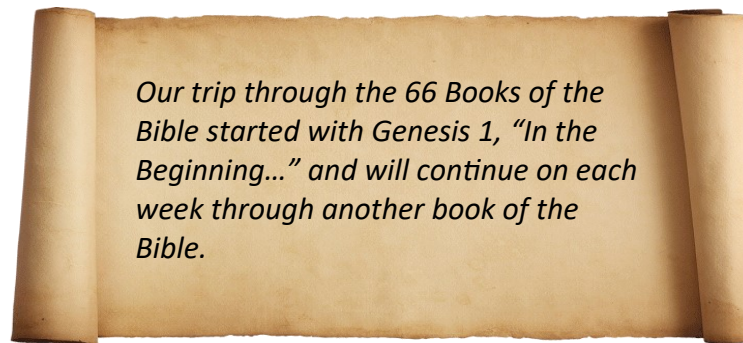 Our trip through the 66 Books of the
Bible started with Genesis 1, “In the
Beginning…” and will continue on each
week through another book of the
Bible.